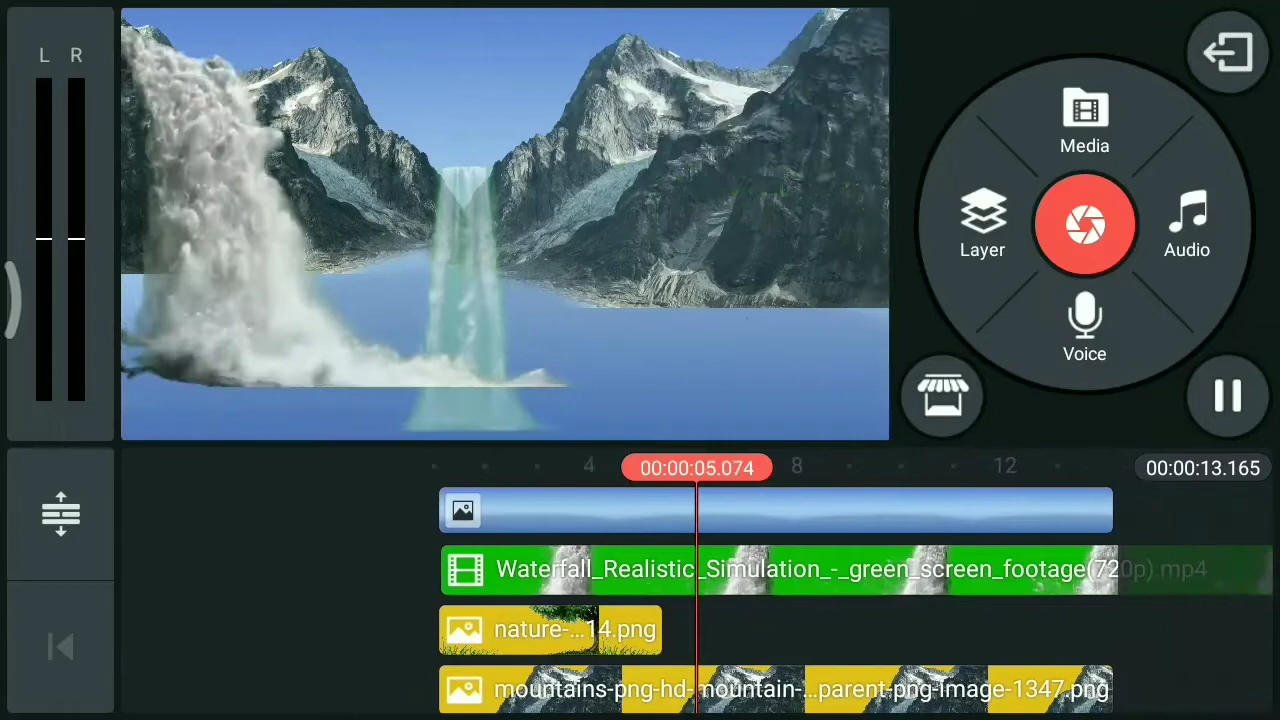 L R
Media
Layer
Audio
Voice
4
00:00:05.074
8
12
00:00:13.165
Waterfall_Realistic_Simulation_-_green_screen_footage(720p).mp4
nature-...14.png
mountains-png-hd-mountain-...parent-png-image-1347.png